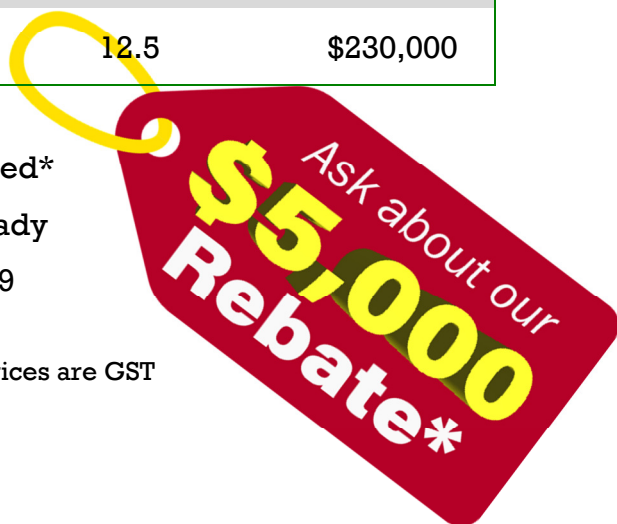 12.5 $230,000
ed*
ady
9
ices are GST
Ask about our
$5,000
Rebate*